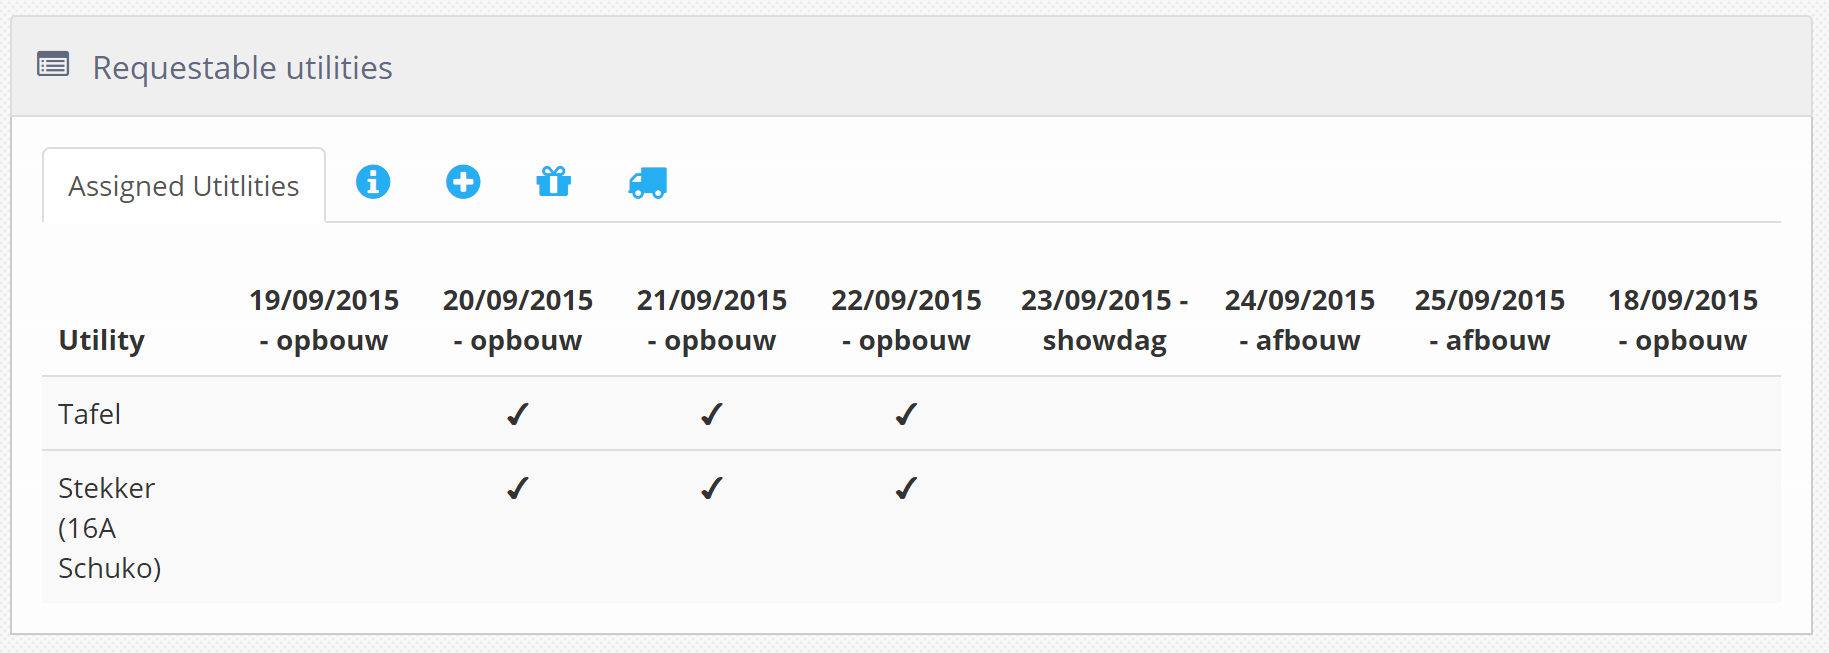 Requestable utilities
Assigned Utitlities
Utility 19/09/2015 - opbouw 20/09/2015 - opbouw 21/09/2015 - opbouw 22/09/2015 - opbouw 23/09/2015 - showdag 24/09/2015 - afbouw 25/09/2015 - afbouw 18/09/2015 - opbouw
Tafel ✓ ✓ ✓
Stekker ✓ ✓ ✓
(16A
Schuko)